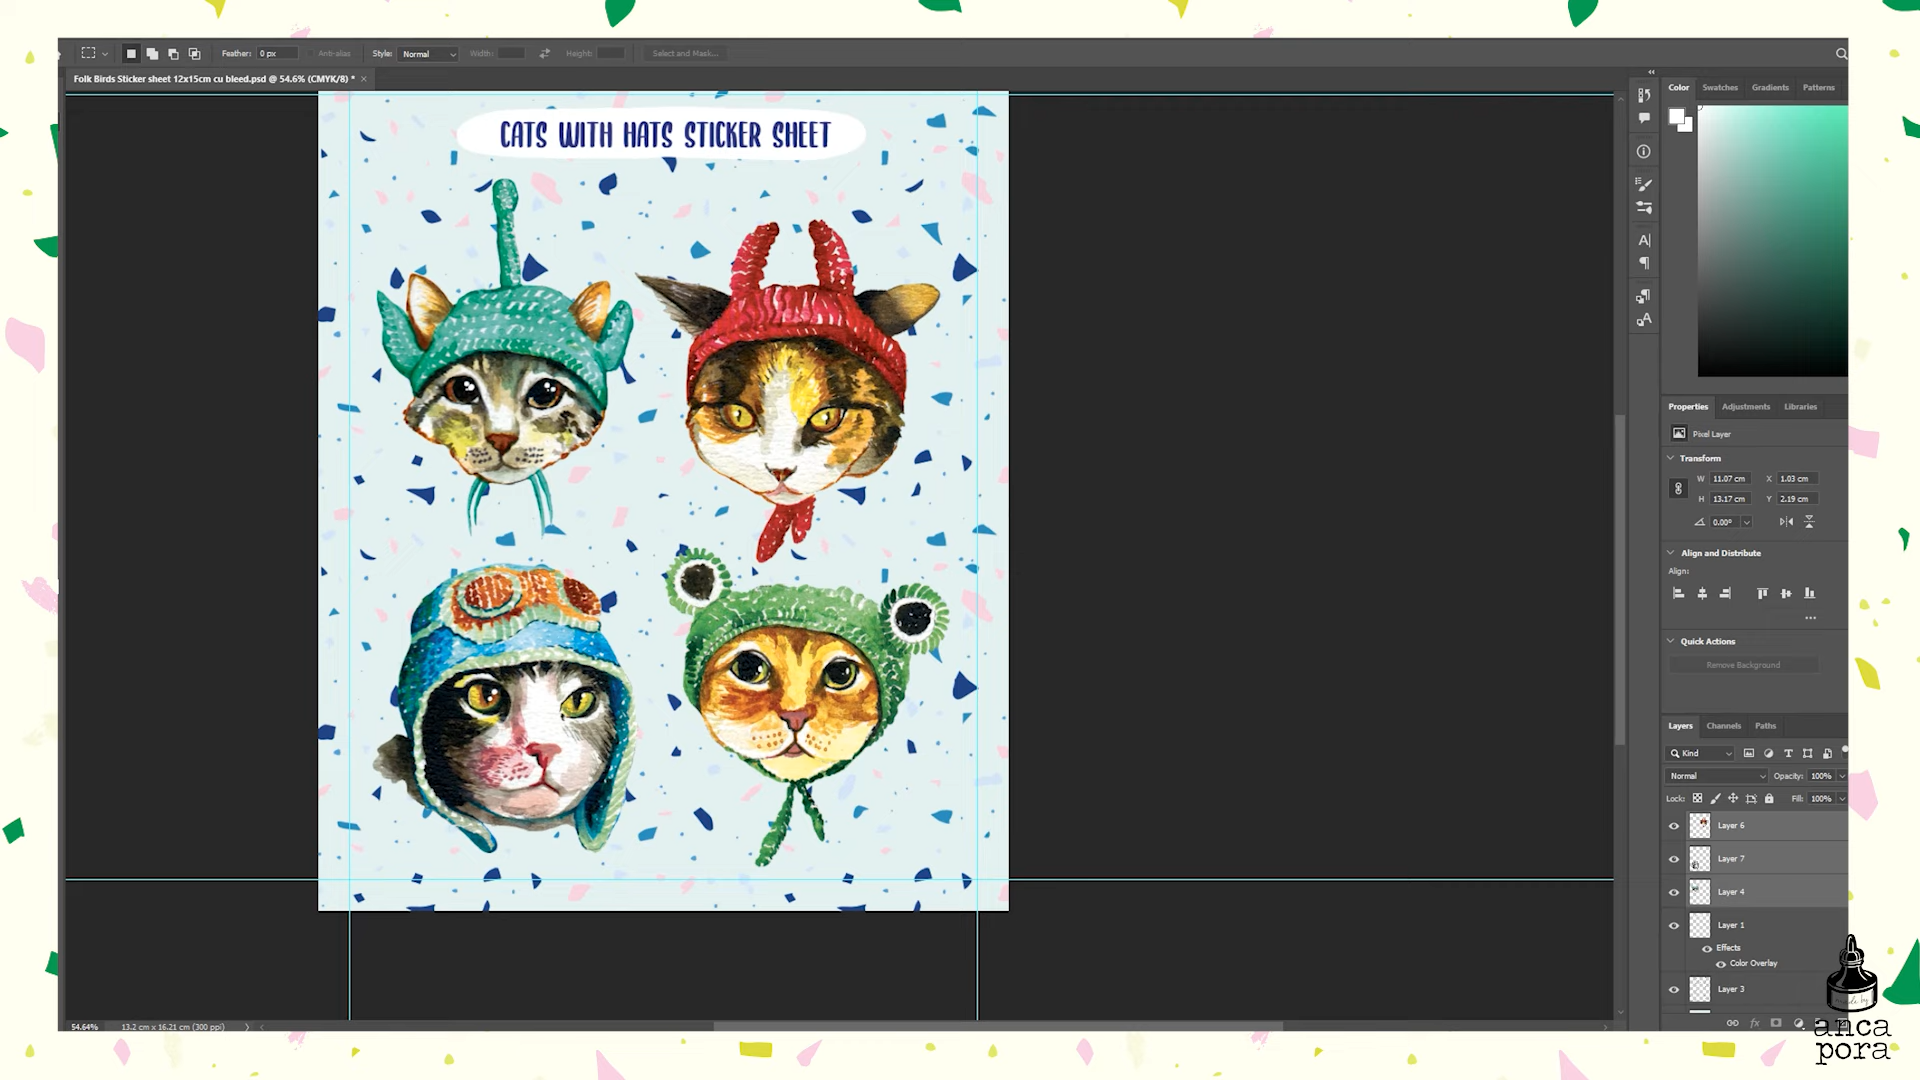 Feather: 0 px
Anti-alias
Style: Normal
Width:
Height:
Select and Mask...
Folk Birds Sticker sheet 12x15cm cu bleed.psd @ 54.6% (CMYK/8) *
Color Swatches Gradients Patterns
CATS WITH HATS STICKER SHEET
Properties Adjustments Libraries
Pixel Layer
Transform
W 11.07 cm X 1.03 cm
H 13.17 cm Y 2.19 cm
0.00°
Align and Distribute
Align:
Quick Actions
Remove Background
Layers Channels Paths
Kind
Normal Opacity: 100%
Lock: Fill: 100%
Layer 6
Layer 7
Layer 4
Layer 1
Effects
Color Overlay
Layer 3
54.64% 13.2 cm x 16.21 cm (300 ppi)
fx
made by
anca
pora